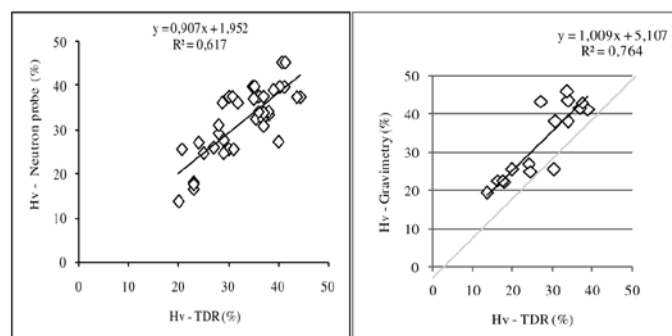 y = 0,907x + 1,952
R² = 0,617
50
40
30
20
10
0
Hv - Neutron probe (%)
0 10 20 30 40 50
Hv - TDR (%)
y = 1,009x + 5,107
R² = 0,764
50
40
30
20
10
0
Hv - Gravimetry (%)
0 10 20 30 40 50
Hv - TDR (%)